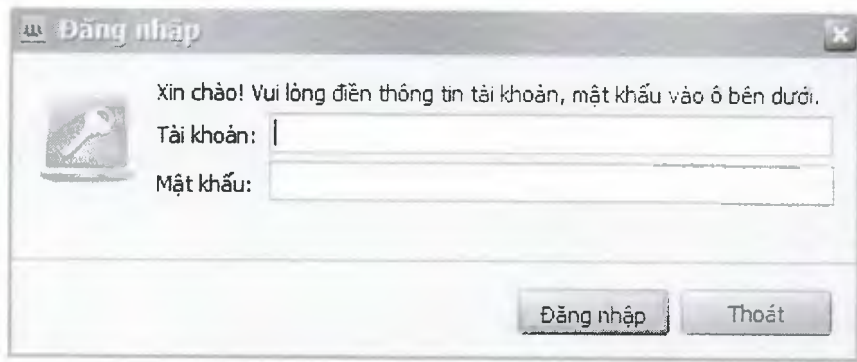 Đăng nhập
Xin chào! Vui lòng điền thông tin tài khoản, mật khẩu vào ô bên dưới.
Tài khoản:
Mật khẩu:
Đăng nhập
Thoát